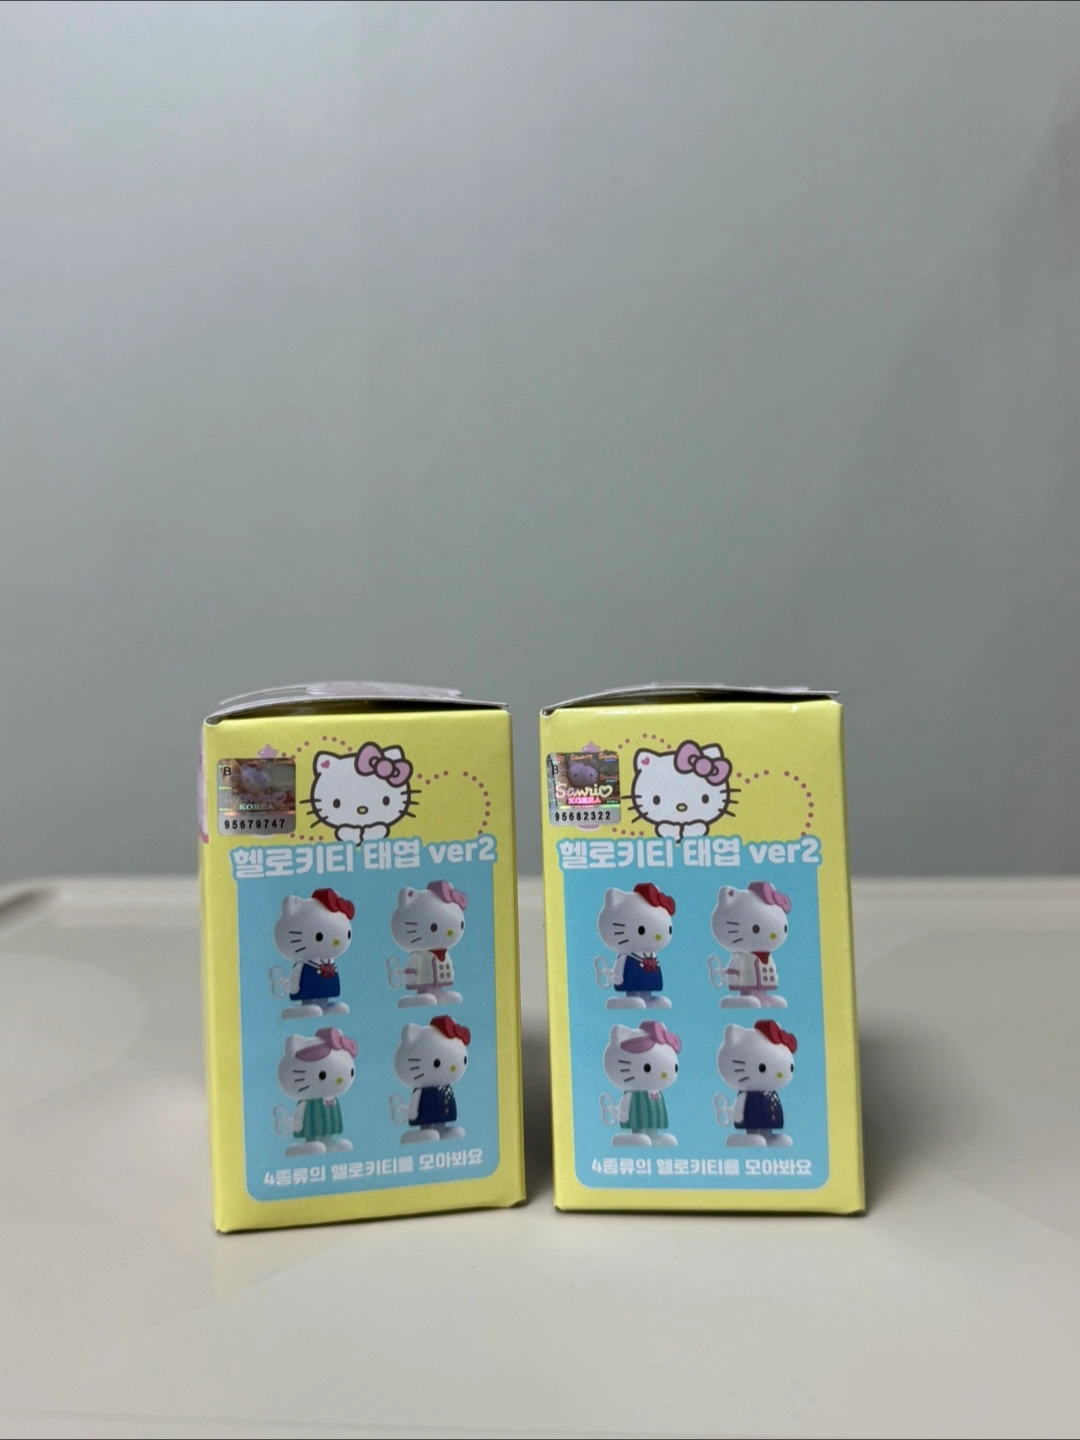 B
KOREA
95679747
헬로키티 태엽 ver2
4종류의 헬로키티를 모아봐요
B
Sanrio
KOREA
95682322
헬로키티 태엽 ver2
4종류의 헬로키티를 모아봐요